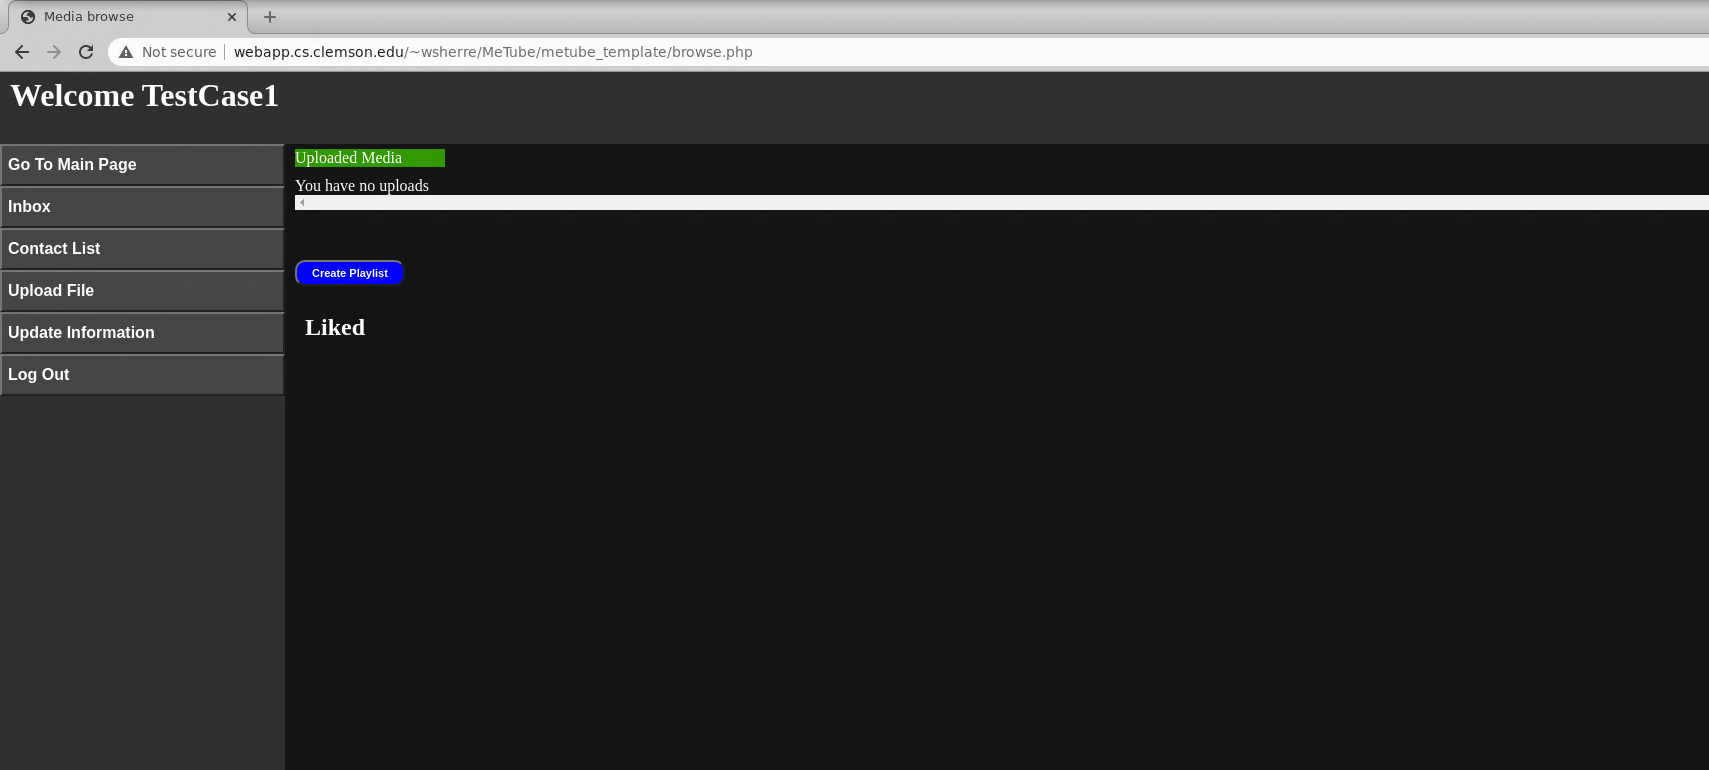 Media browse
Not secure webapp.cs.clemson.edu/~wsherre/MeTube/metube_template/browse.php
Welcome TestCase1
Go To Main Page
Inbox
Contact List
Upload File
Update Information
Log Out
Uploaded Media
You have no uploads
Create Playlist
Liked